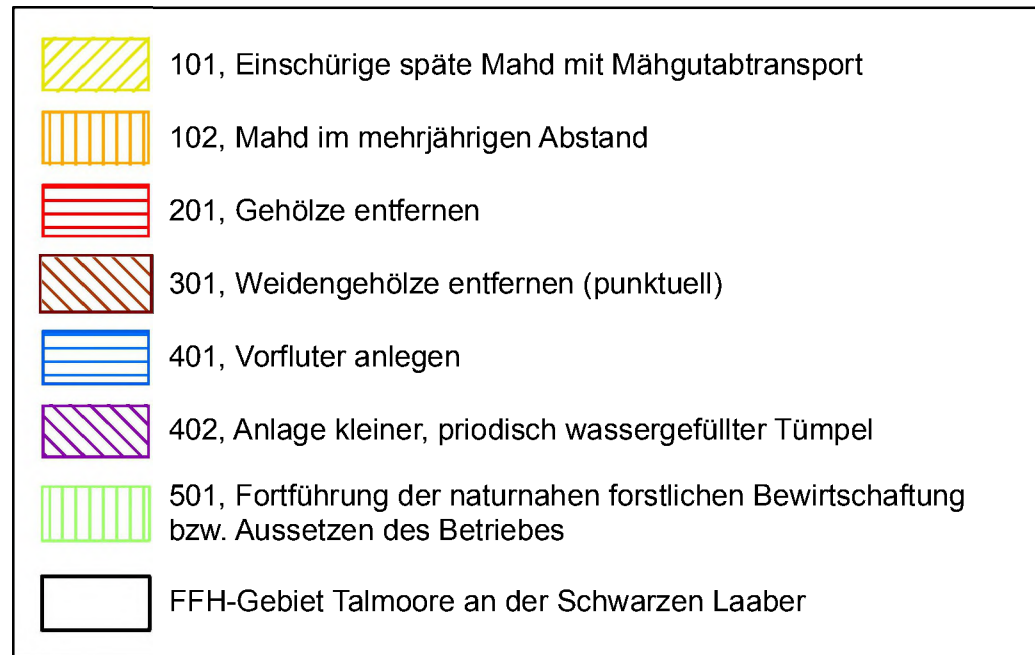 101, Einschürige späte Mahd mit Mähgutabtransport
102, Mahd im mehrjährigen Abstand
201, Gehölze entfernen
301, Weidengehölze entfernen (punktuell)
401, Vorfluter anlegen
402, Anlage kleiner, priodisch wassergefüllter Tümpel
501, Fortführung der naturnahen forstlichen Bewirtschaftung
bzw. Aussetzen des Betriebes
FFH-Gebiet Talmoore an der Schwarzen Laaber